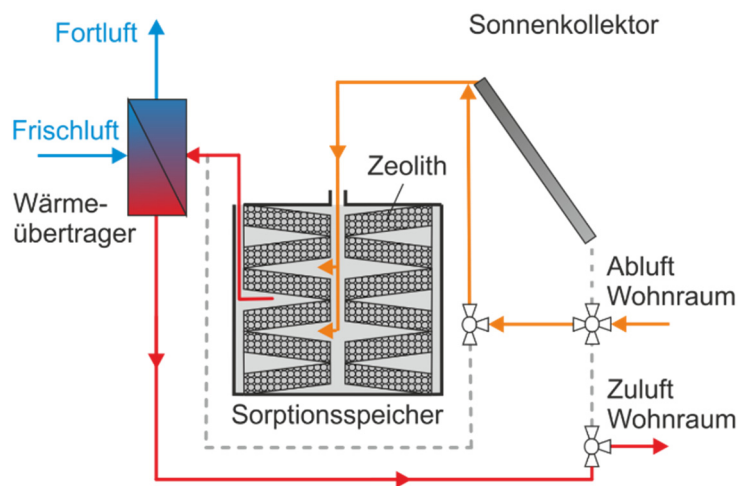 Fortluft
Sonnenkollektor
Frischluft
Zeolith
Wärme-
übertrager
Abluft
Wohnraum
Zuluft
Wohnraum
Sorptionsspeicher